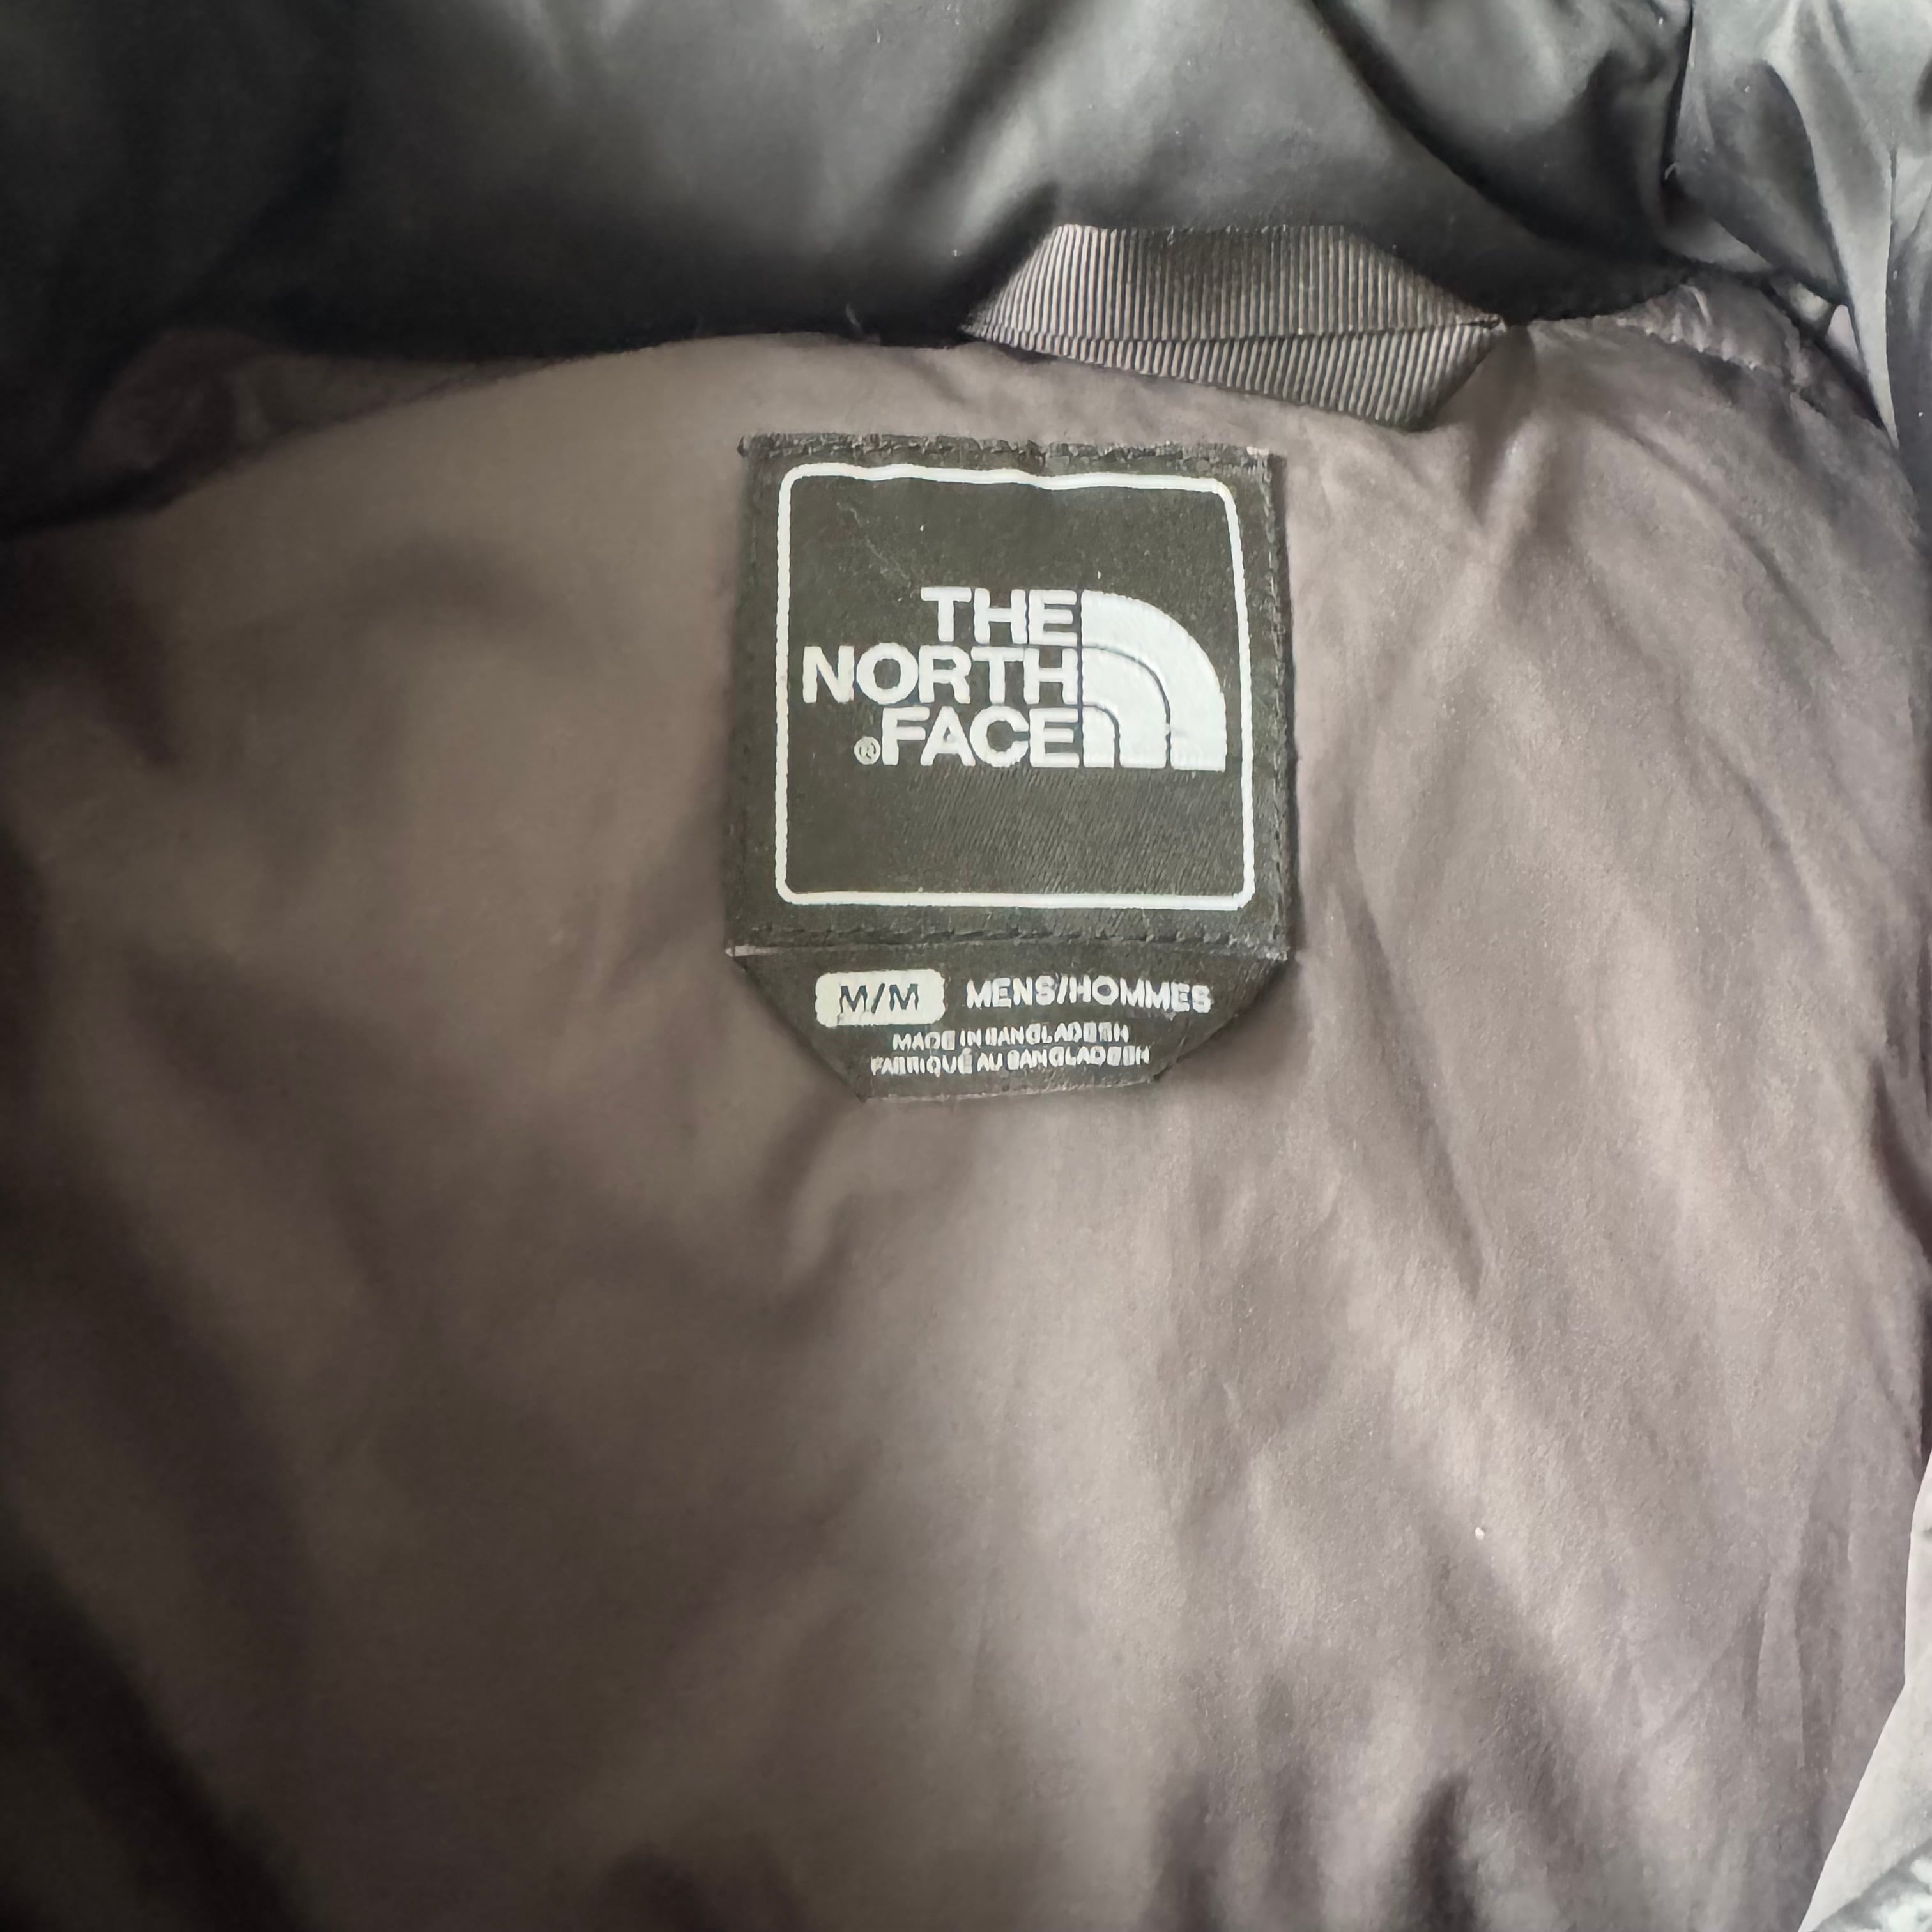 THE
NORTH
®FACE
M/M MENS/HOMMES
MADE IN BANGLADESH
FABRIQUÉ AU BANGLADESH